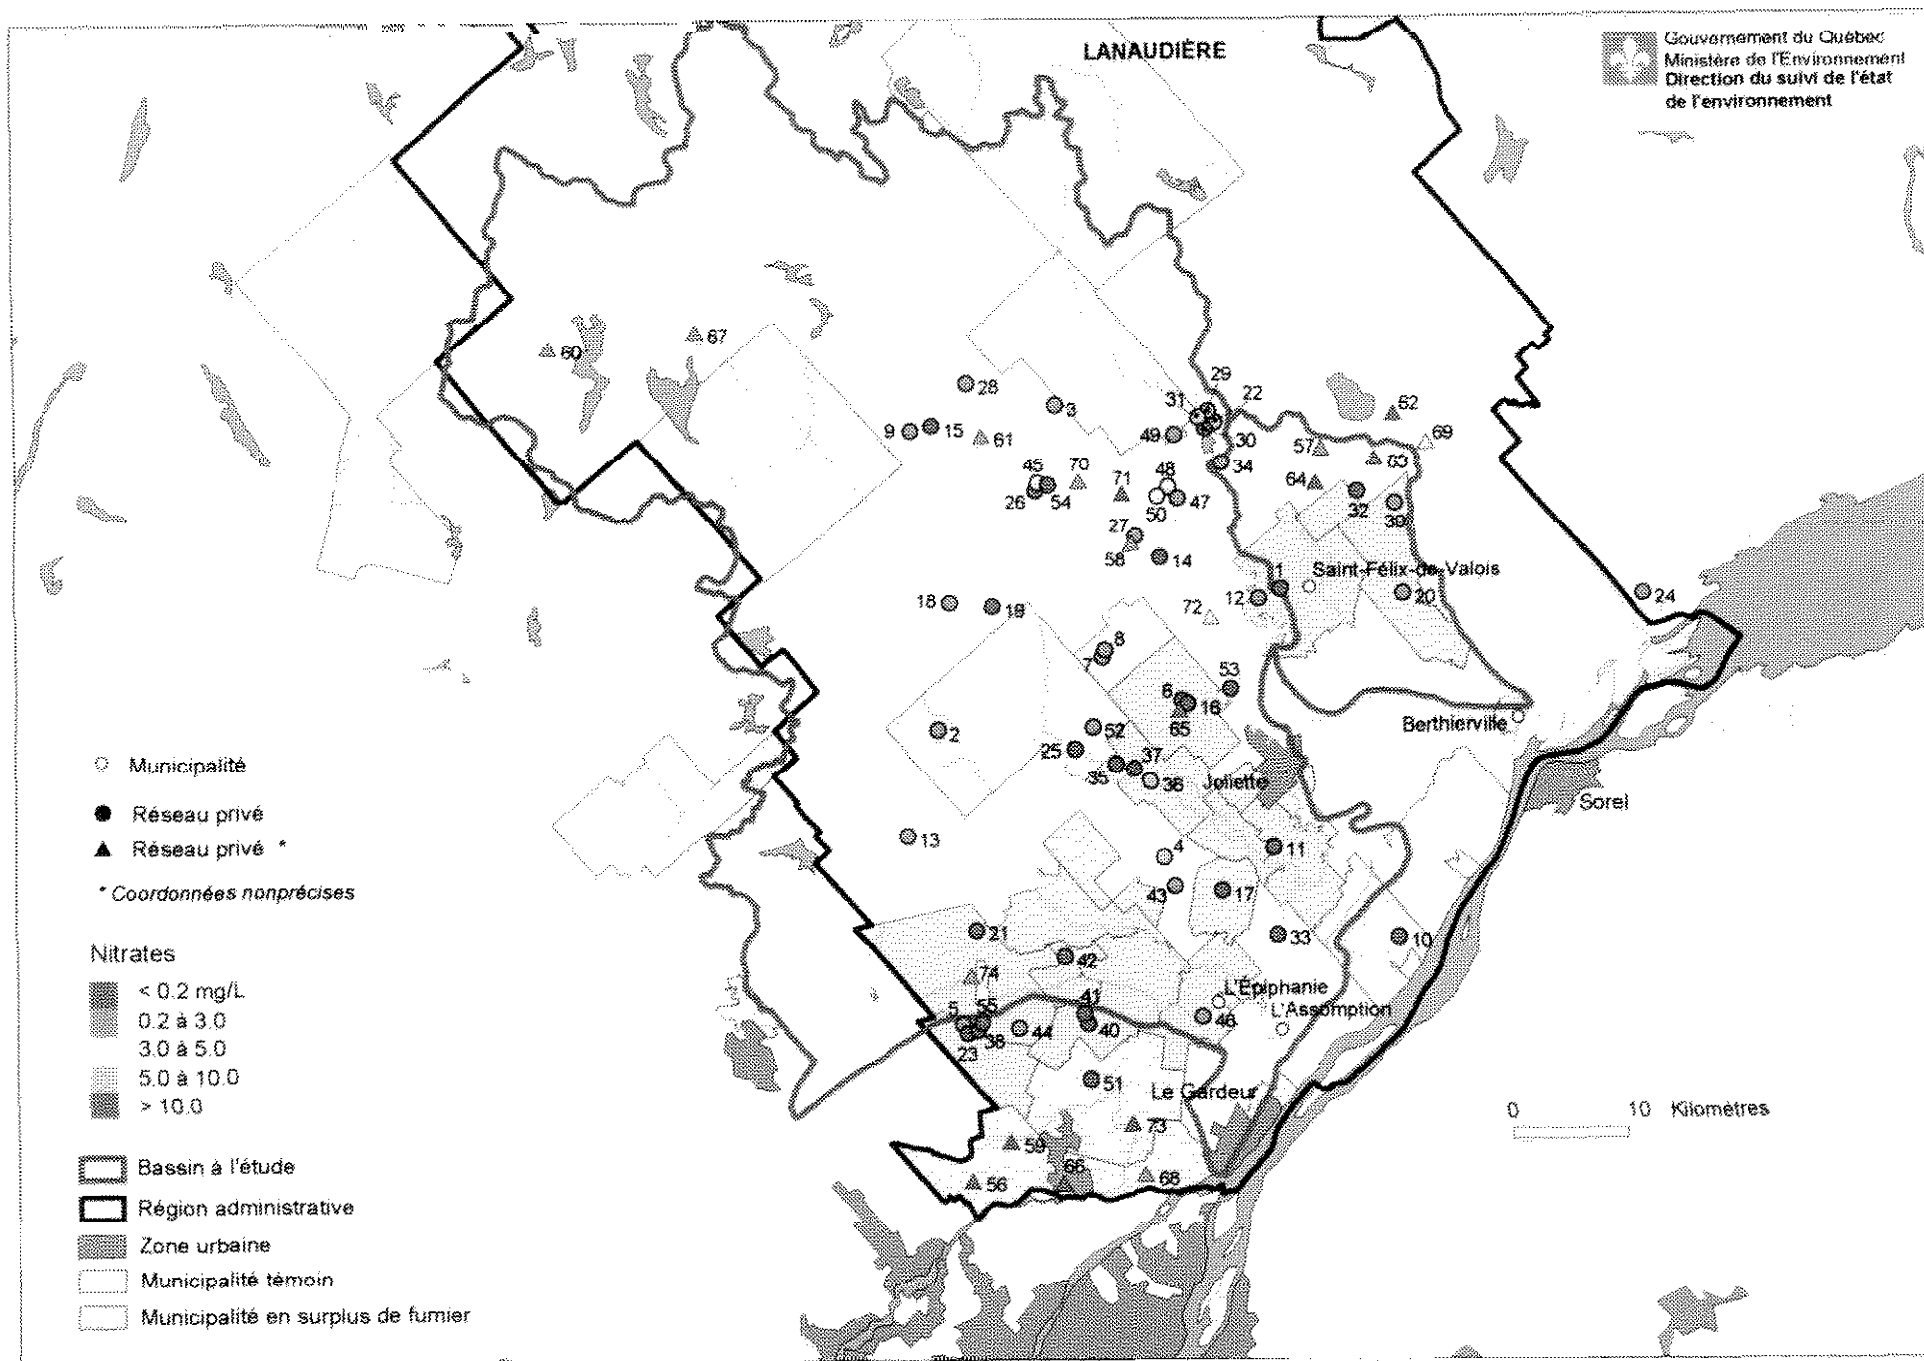 LANAUDIÈRE
Gouvernement du Québec
Ministère de l'Environnement
Direction du suivi de l'état
de l'environnement
60
67
28
3
29
22
31
9
15
61
49
30
34
62
57
69
63
64
45
70
71
48
26
54
50
47
32
39
27
58
14
1
Saint-Félix-de-Valois
12
20
24
18
19
72
8
7
53
6
16
65
2
52
25
35
37
36
Joliette
Berthierville
Sorel
13
4
11
43
17
21
33
10
42
74
L'Épiphanie
L'Assomption
5
55
41
44
40
46
23
38
51
Le Gardeur
73
59
66
56
68
Municipalité
Réseau privé
Réseau privé *
* Coordonnées nonprécises
Nitrates
< 0.2 mg/L
0.2 à 3.0
3.0 à 5.0
5.0 à 10.0
> 10.0
Bassin à l'étude
Région administrative
Zone urbaine
Municipalité témoin
Municipalité en surplus de fumier
0 10 Kilomètres